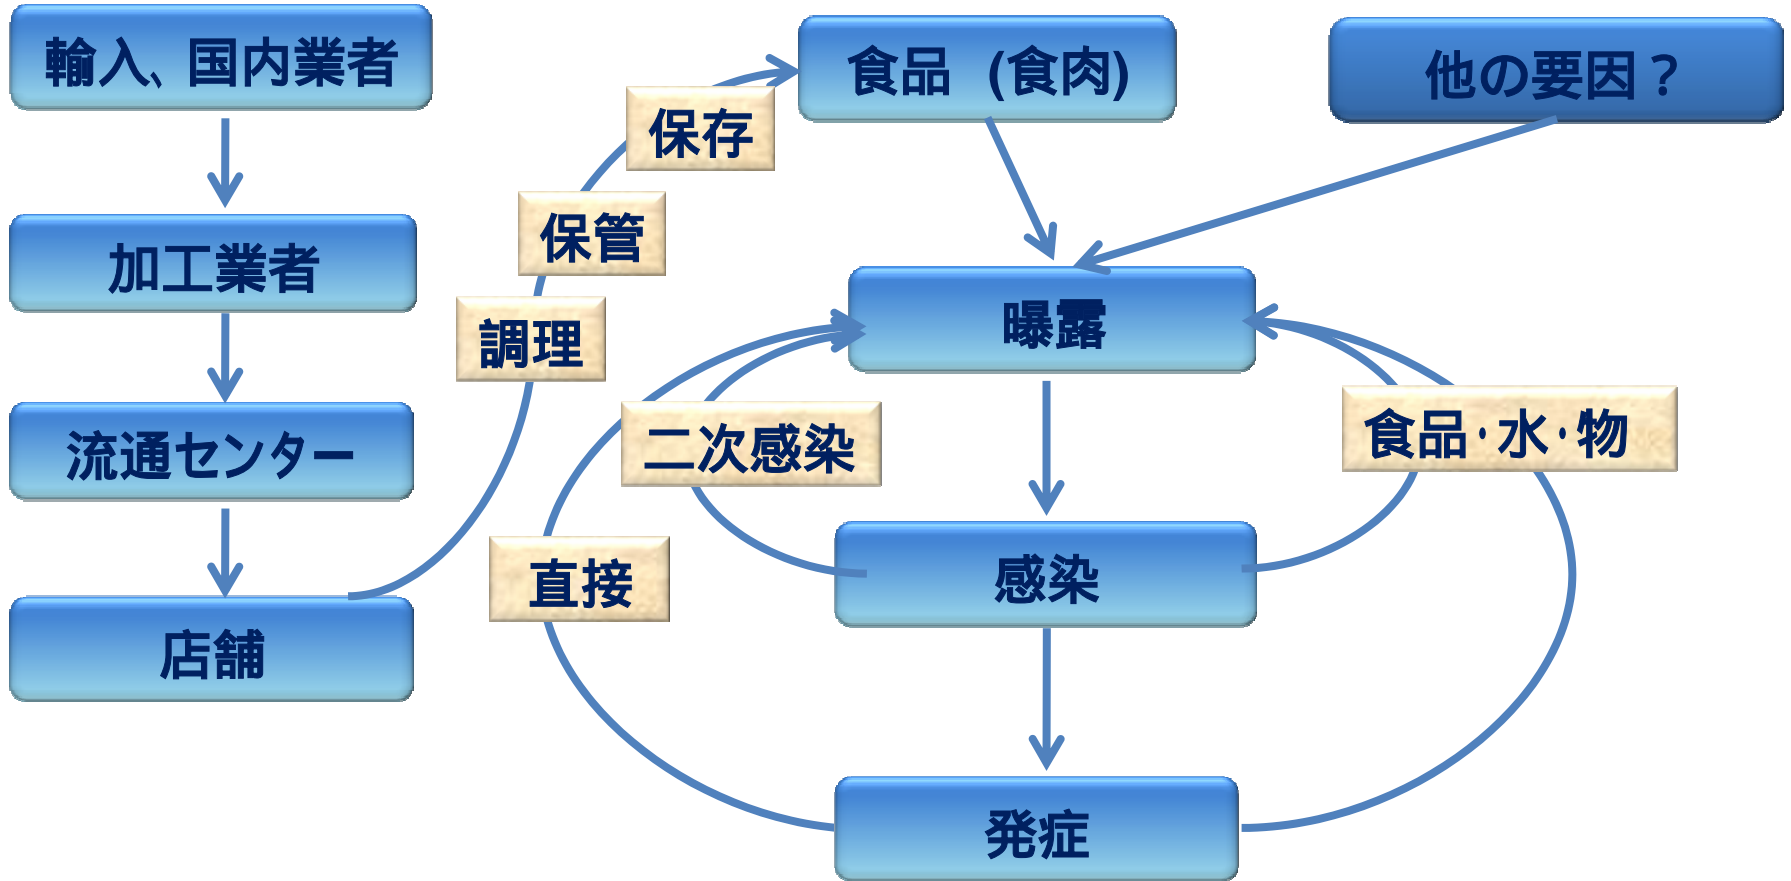 輸入、国内業者
加工業者
流通センター
店舗
調理
保管
保存
食品 (食肉)
他の要因？
曝露
二次感染
直接
食品・水・物
感染
発症